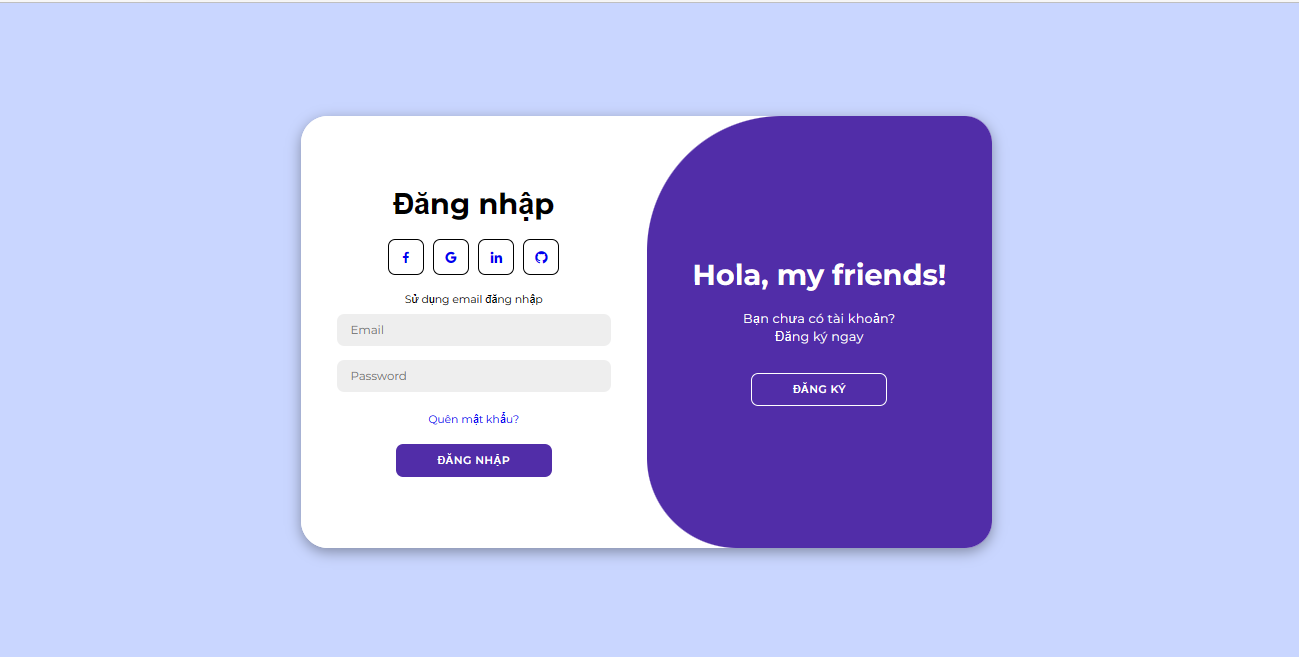 Đăng nhập
Sử dụng email đăng nhập
Email
Password
Quên mật khẩu?
ĐĂNG NHẬP
Hola, my friends!
Bạn chưa có tài khoản?
Đăng ký ngay
ĐĂNG KÝ